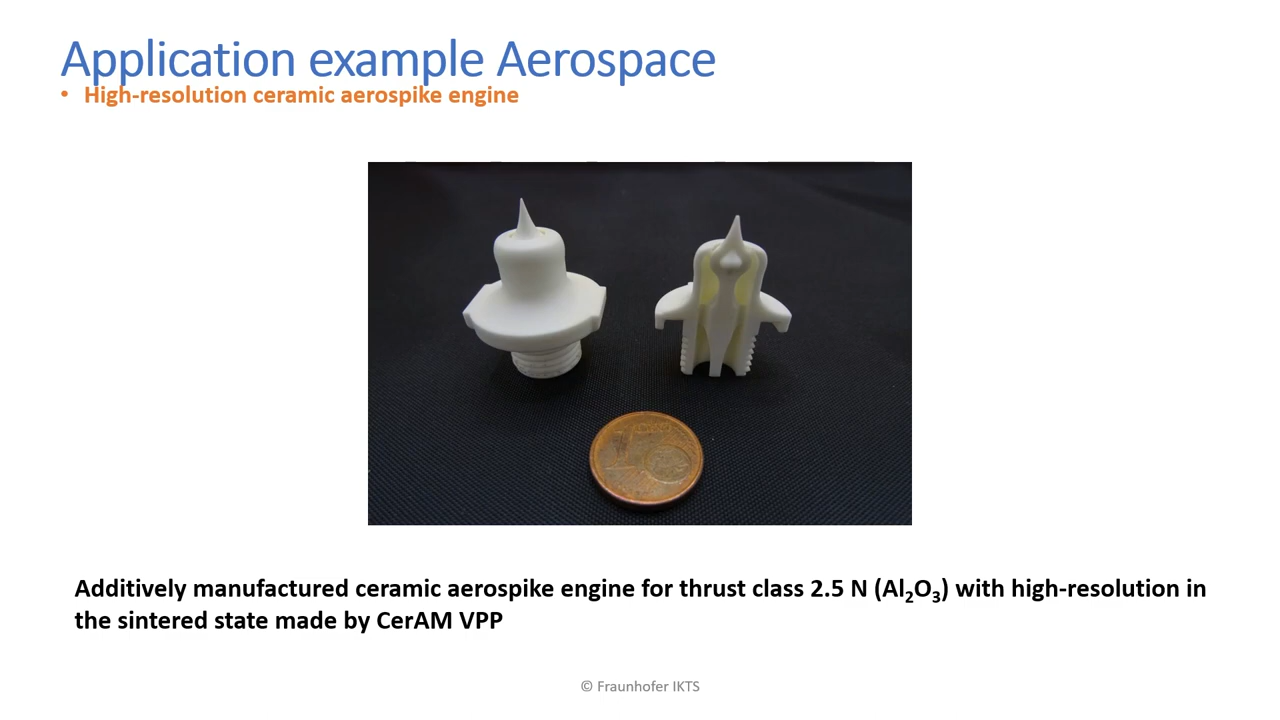 Application example Aerospace
• High-resolution ceramic aerospike engine
Additively manufactured ceramic aerospike engine for thrust class 2.5 N (Al₂O₃) with high-resolution in
the sintered state made by CerAM VPP
© Fraunhofer IKTS